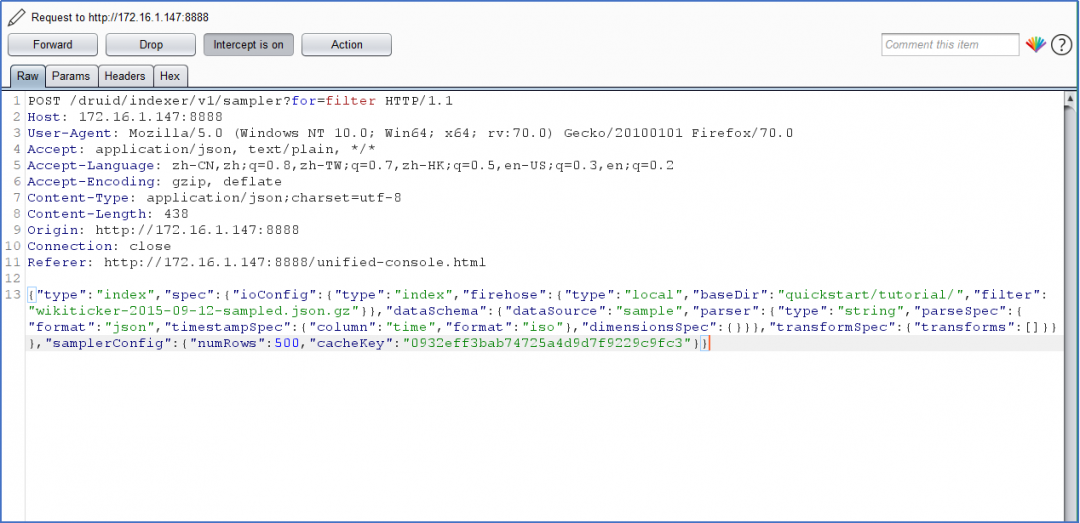 Request to http://172.16.1.147:8888
Forward Drop Intercept is on Action Comment this item ?
Raw Params Headers Hex
1 POST /druid/indexer/v1/sampler?for=filter HTTP/1.1
2 Host: 172.16.1.147:8888
3 User-Agent: Mozilla/5.0 (Windows NT 10.0; Win64; x64; rv:70.0) Gecko/20100101 Firefox/70.0
4 Accept: application/json, text/plain, */*
5 Accept-Language: zh-CN,zh;q=0.8,zh-TW;q=0.7,zh-HK;q=0.5,en-US;q=0.3,en;q=0.2
6 Accept-Encoding: gzip, deflate
7 Content-Type: application/json;charset=utf-8
8 Content-Length: 438
9 Origin: http://172.16.1.147:8888
10 Connection: close
11 Referer: http://172.16.1.147:8888/unified-console.html
12
13 {"type":"index","spec":{"ioConfig":{"type":"index","firehose":{"type":"local","baseDir":"quickstart/tutorial/","filter":
"wikiticker-2015-09-12-sampled.json.gz"}},"dataSchema":{"dataSource":"sample","parser":{"type":"string","parseSpec":{
"format":"json","timestampSpec":{"column":"time","format":"iso"},"dimensionsSpec":{}}},"transformSpec":{"transforms":[]}}
},"samplerConfig":{"numRows":500,"cacheKey":"0932eff3bab74725a4d9d7f9229c9fc3"}}